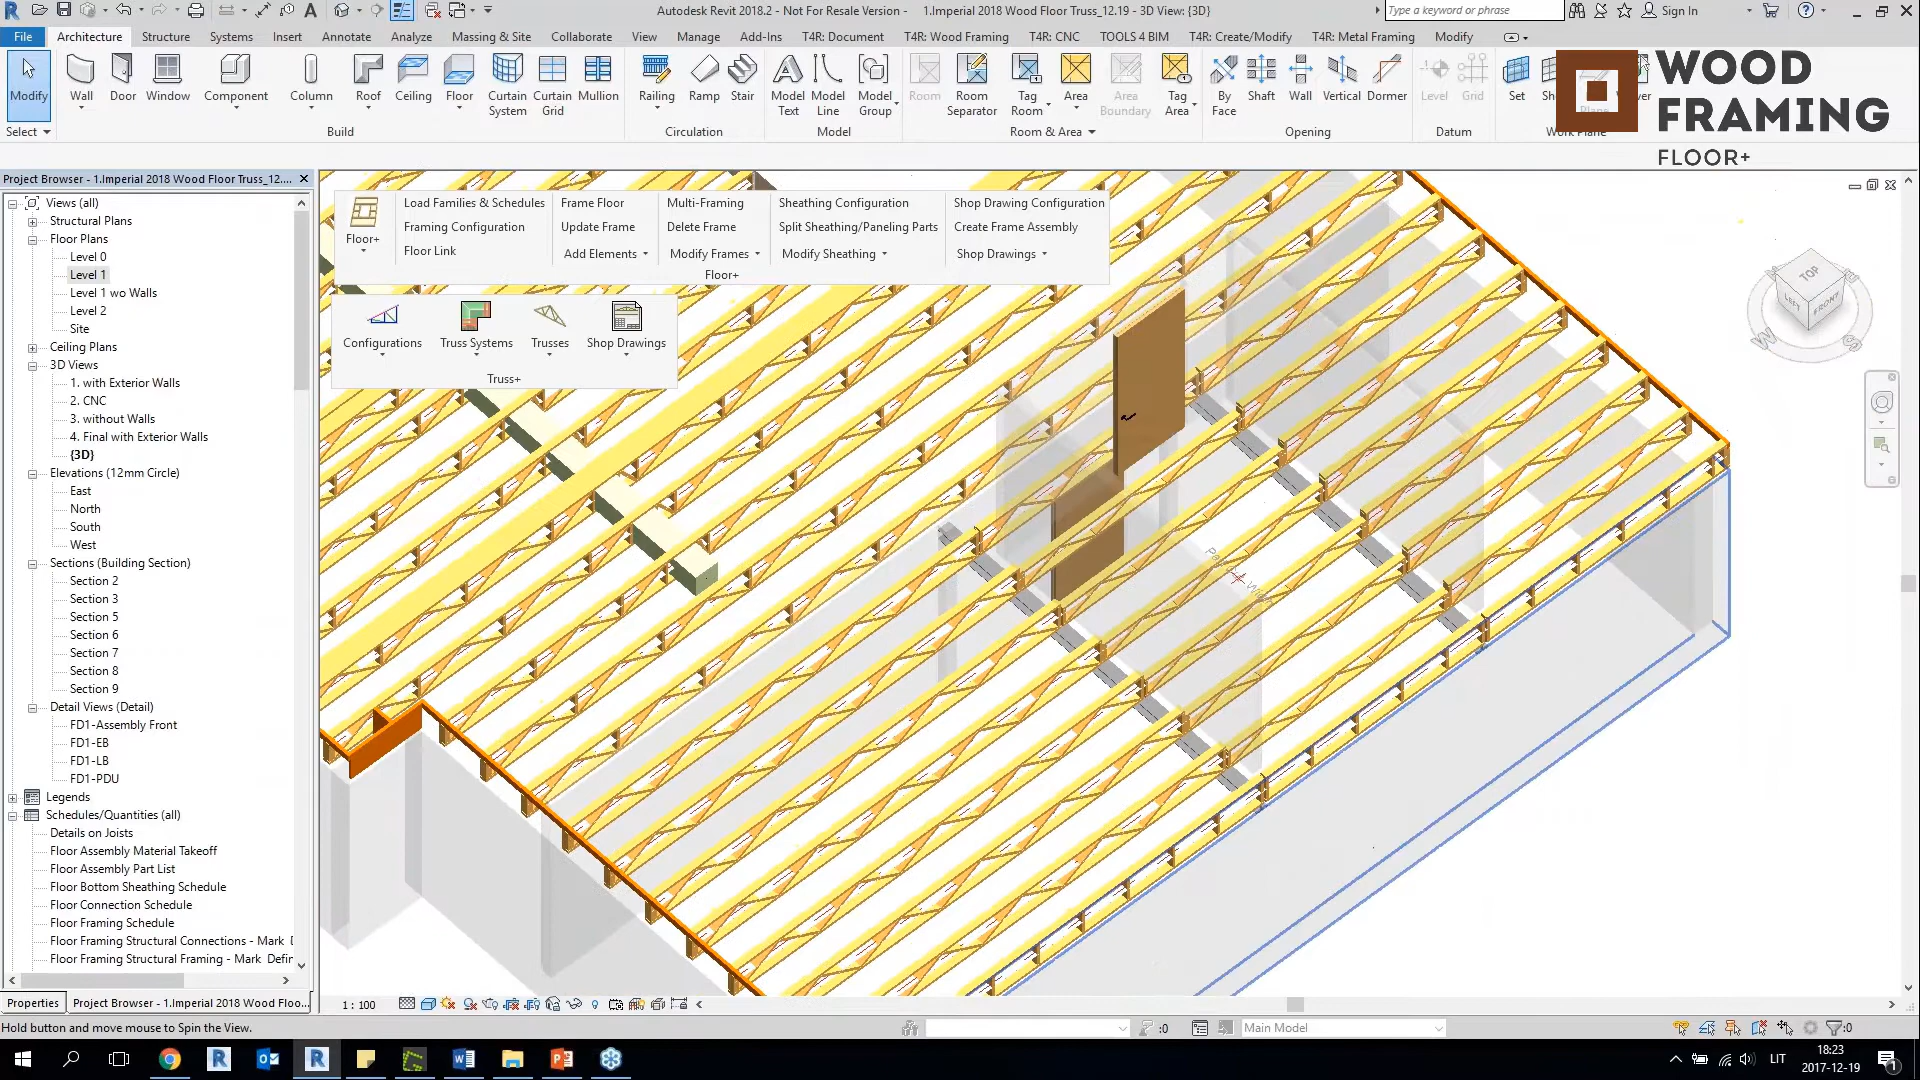 Autodesk Revit 2018.2 - Not For Resale Version - 1.Imperial 2018 Wood Floor Truss_12.19 - 3D View: {3D}
Type a keyword or phrase
Sign In
File Architecture Structure Systems Insert Annotate Analyze Massing & Site Collaborate View Manage Add-Ins T4R: Document T4R: Wood Framing T4R: CNC TOOLS 4 BIM T4R: Create/Modify T4R: Metal Framing Modify
Modify Wall Door Window Component Column Roof Ceiling Floor Curtain System Curtain Grid Mullion Railing Ramp Stair Model Text Model Line Model Group Room Room Separator Tag Room Area Area Boundary Tag Area By Face Shaft Wall Vertical Dormer Level Grid Set
Select Build Circulation Model Room & Area Opening Datum
WOOD
FRAMING
FLOOR+
Project Browser - 1.Imperial 2018 Wood Floor Truss_12....
Views (all)
Structural Plans
Floor Plans
Level 0
Level 1
Level 1 wo Walls
Level 2
Site
Ceiling Plans
3D Views
1. with Exterior Walls
2. CNC
3. without Walls
4. Final with Exterior Walls
{3D}
Elevations (12mm Circle)
East
North
South
West
Sections (Building Section)
Section 2
Section 3
Section 5
Section 6
Section 7
Section 8
Section 9
Detail Views (Detail)
FD1-Assembly Front
FD1-EB
FD1-LB
FD1-PDU
Legends
Schedules/Quantities (all)
Details on Joists
Floor Assembly Material Takeoff
Floor Assembly Part List
Floor Bottom Sheathing Schedule
Floor Connection Schedule
Floor Framing Schedule
Floor Framing Structural Connections - Mark
Floor Framing Structural Framing - Mark Defin
Properties Project Browser - 1.Imperial 2018 Wood Floo...
Floor+
Load Families & Schedules Frame Floor Multi-Framing Sheathing Configuration Shop Drawing Configuration
Framing Configuration Update Frame Delete Frame Split Sheathing/Paneling Parts Create Frame Assembly
Floor Link Add Elements Modify Frames Modify Sheathing Shop Drawings
Floor+
Configurations Truss Systems Trusses Shop Drawings
Truss+
TOP
LEFT
FRONT
W
S
1 : 100
Hold button and move mouse to Spin the View.
:0
Main Model
:0
LIT
18:23
2017-12-19
1